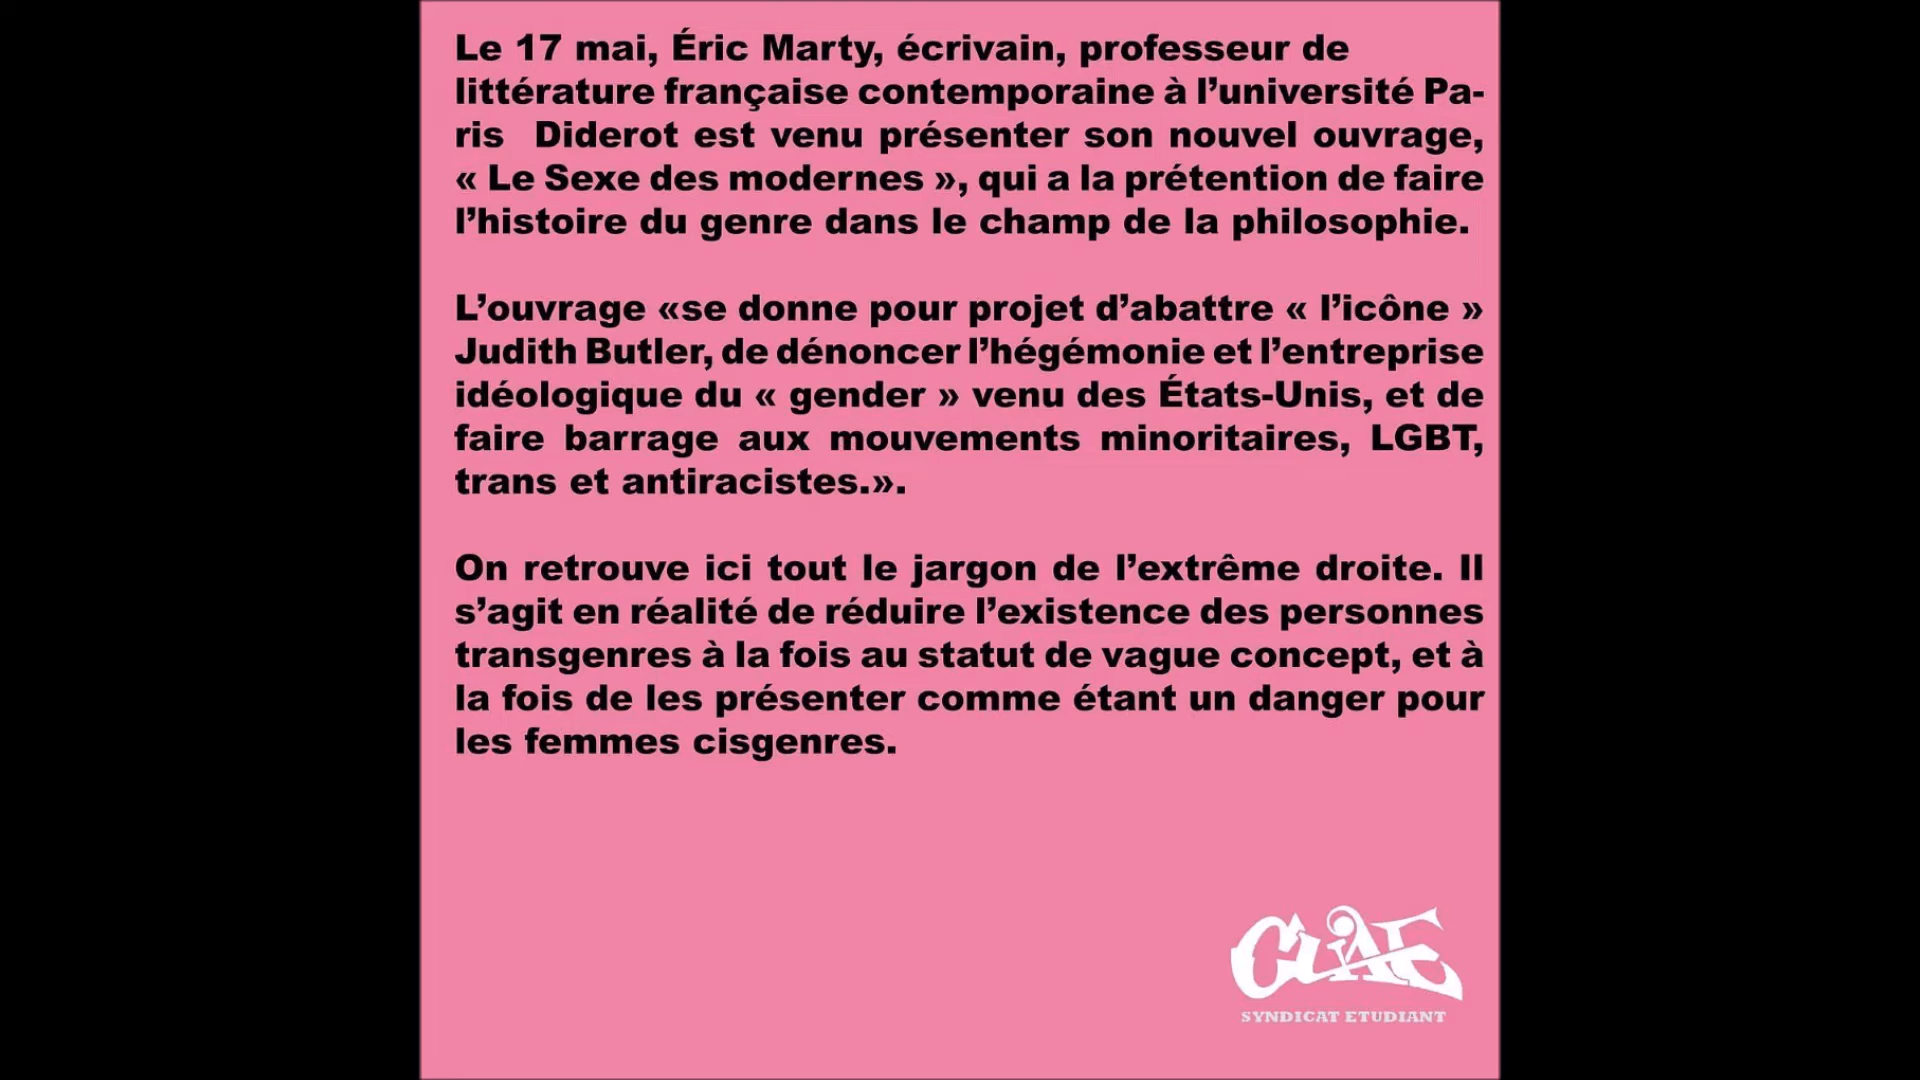 Le 17 mai, Éric Marty, écrivain, professeur de
littérature française contemporaine à l’université Pa-
ris Diderot est venu présenter son nouvel ouvrage,
« Le Sexe des modernes », qui a la prétention de faire
l’histoire du genre dans le champ de la philosophie.
L’ouvrage «se donne pour projet d’abattre « l’icône »
Judith Butler, de dénoncer l’hégémonie et l’entreprise
idéologique du « gender » venu des États-Unis, et de
faire barrage aux mouvements minoritaires, LGBT,
trans et antiracistes.».
On retrouve ici tout le jargon de l’extrême droite. Il
s’agit en réalité de réduire l’existence des personnes
transgenres à la fois au statut de vague concept, et à
la fois de les présenter comme étant un danger pour
les femmes cisgenres.
CUAE
SYNDICAT ETUDIANT